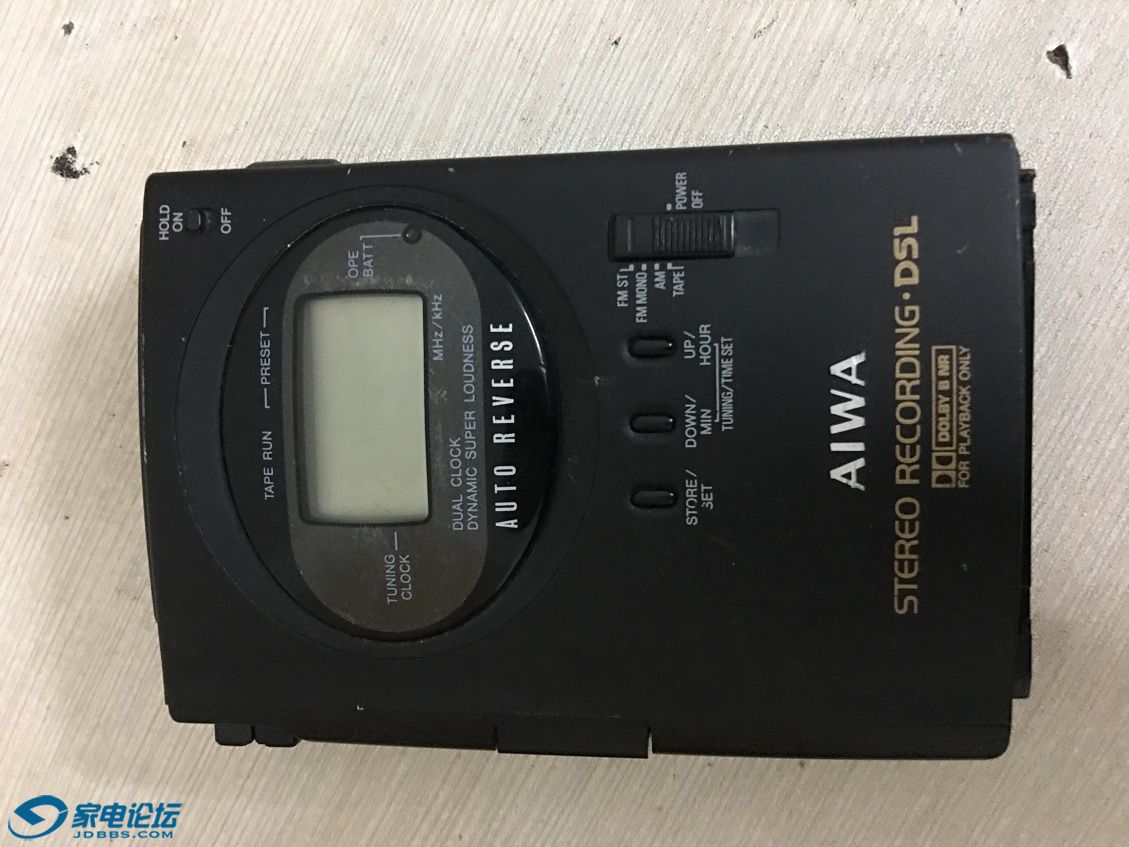 HOLD
ON
OFF
TAPE RUN
PRESET
OPE
BATT
TUNING
CLOCK
MHz/kHz
DUAL CLOCK
DYNAMIC SUPER LOUDNESS
AUTO REVERSE
FM ST
FM MONO
AM
TAPE
POWER
OFF
STORE/
SET
DOWN/
MIN
UP/
HOUR
TUNING/TIME SET
AIWA
STEREO RECORDING·DSL
DOLBY B NR
FOR PLAYBACK ONLY
家电论坛
JDBBS.COM